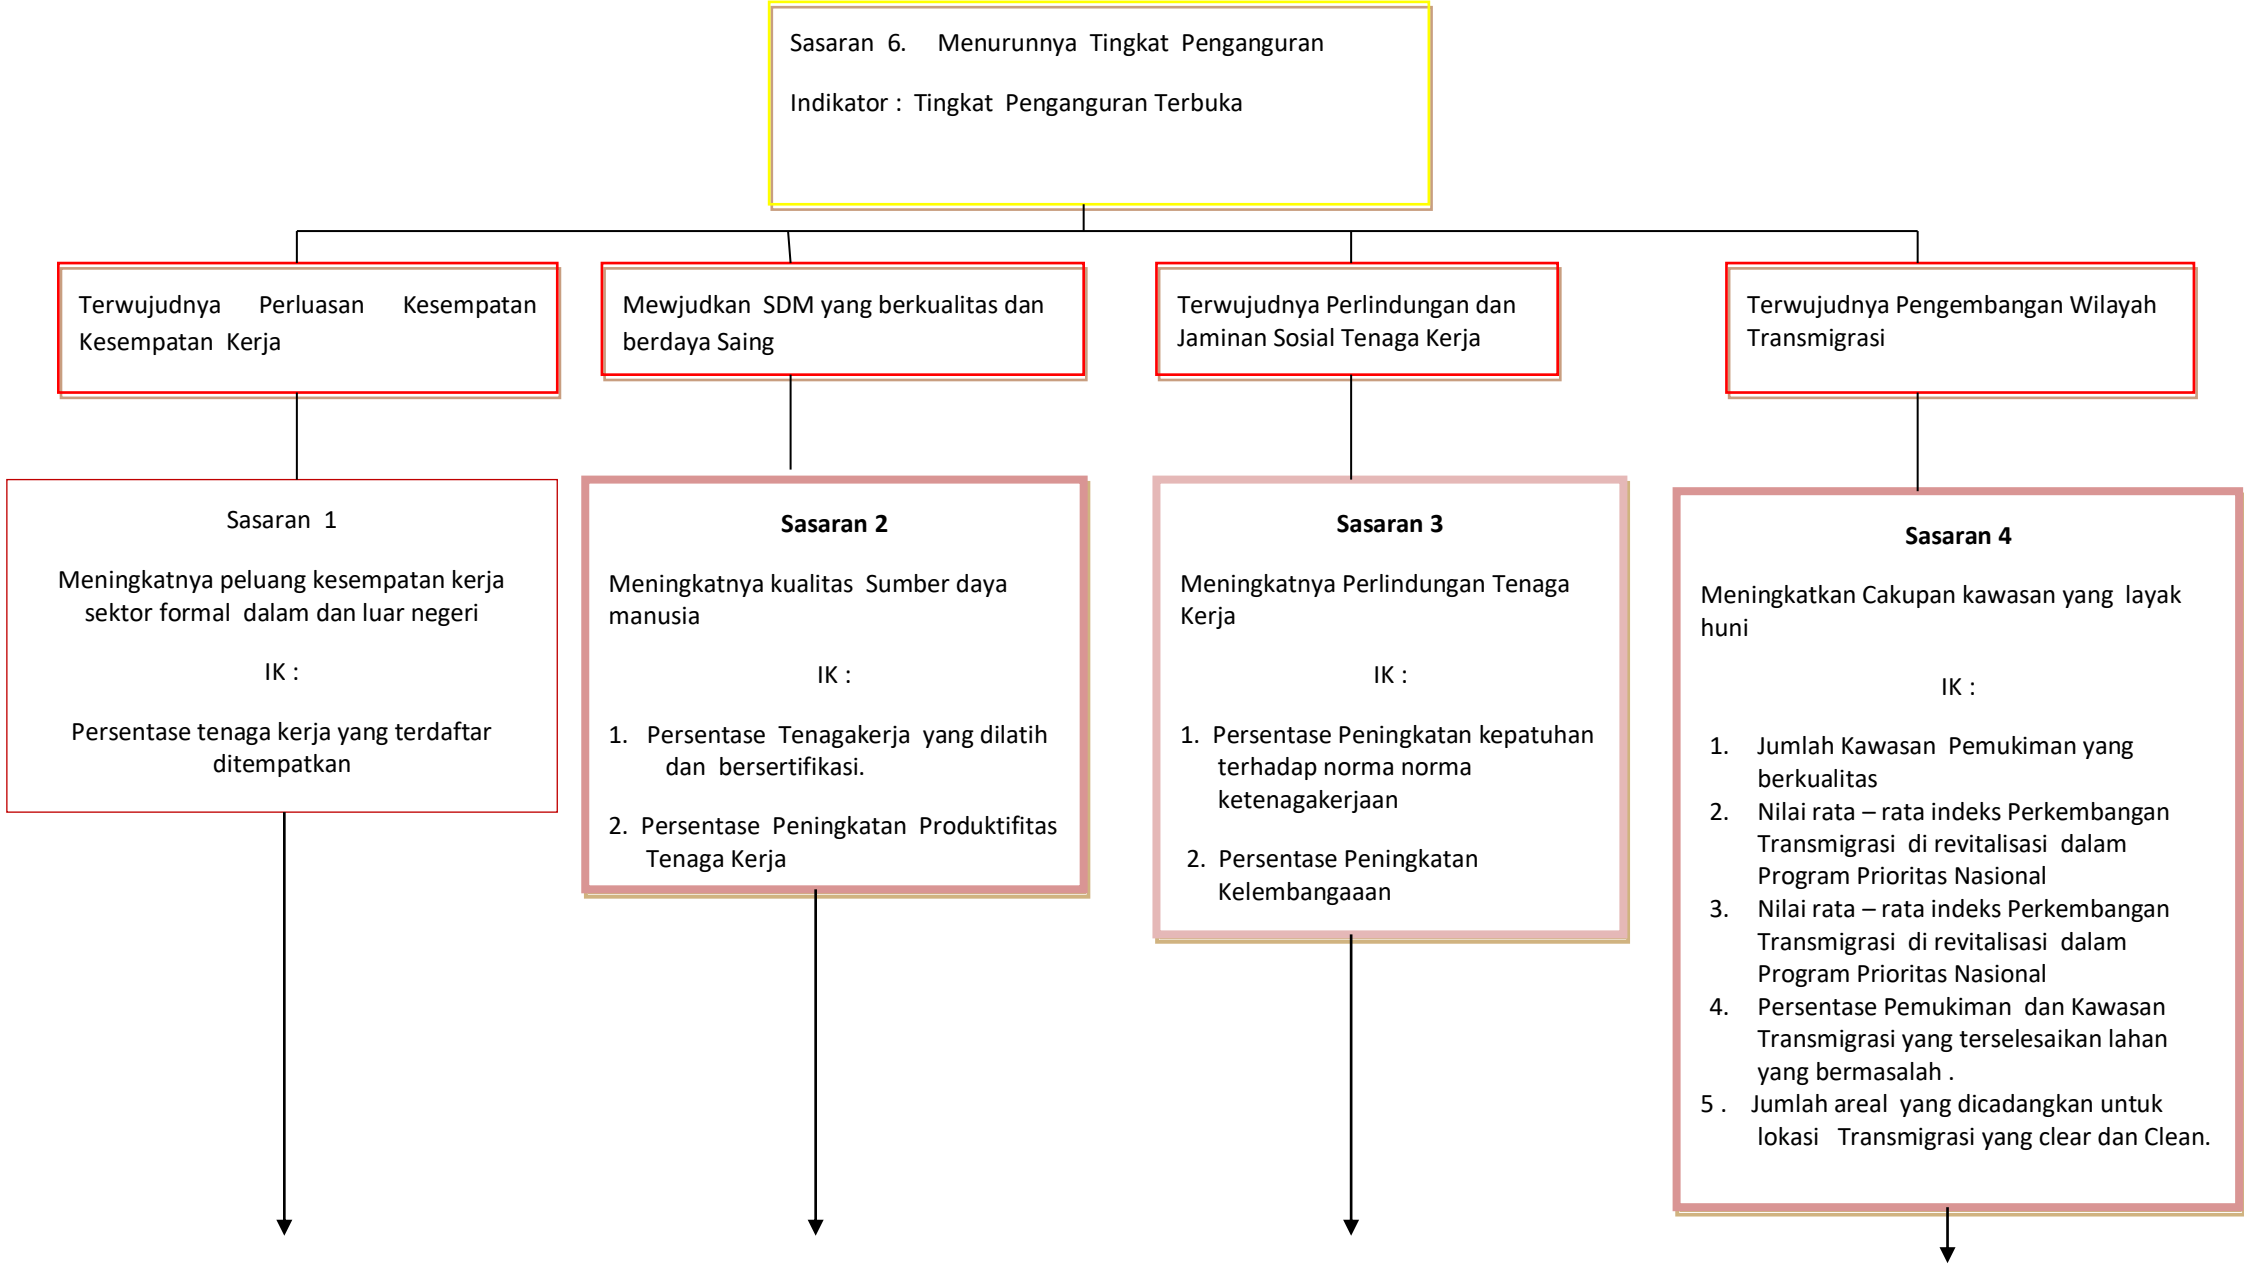 Sasaran 6. Menurunnya Tingkat Penganguran
Indikator : Tingkat Penganguran Terbuka
Terwujudnya Perluasan Kesempatan
Kesempatan Kerja
Mewjudkan SDM yang berkualitas dan
berdaya Saing
Terwujudnya Perlindungan dan
Jaminan Sosial Tenaga Kerja
Terwujudnya Pengembangan Wilayah
Transmigrasi
Sasaran 1
Meningkatnya peluang kesempatan kerja
sektor formal dalam dan luar negeri
IK :
Persentase tenaga kerja yang terdaftar
ditempatkan
Sasaran 2
Meningkatnya kualitas Sumber daya
manusia
IK :
1. Persentase Tenagakerja yang dilatih
dan bersertifikasi.
2. Persentase Peningkatan Produktifitas
Tenaga Kerja
Sasaran 3
Meningkatnya Perlindungan Tenaga
Kerja
IK :
1. Persentase Peningkatan kepatuhan
terhadap norma norma
ketenagakerjaan
2. Persentase Peningkatan
Kelembangaaan
Sasaran 4
Meningkatkan Cakupan kawasan yang layak
huni
IK :
1. Jumlah Kawasan Pemukiman yang
berkualitas
2. Nilai rata – rata indeks Perkembangan
Transmigrasi di revitalisasi dalam
Program Prioritas Nasional
3. Nilai rata – rata indeks Perkembangan
Transmigrasi di revitalisasi dalam
Program Prioritas Nasional
4. Persentase Pemukiman dan Kawasan
Transmigrasi yang terselesaikan lahan
yang bermasalah .
5 . Jumlah areal yang dicadangkan untuk
lokasi Transmigrasi yang clear dan Clean.